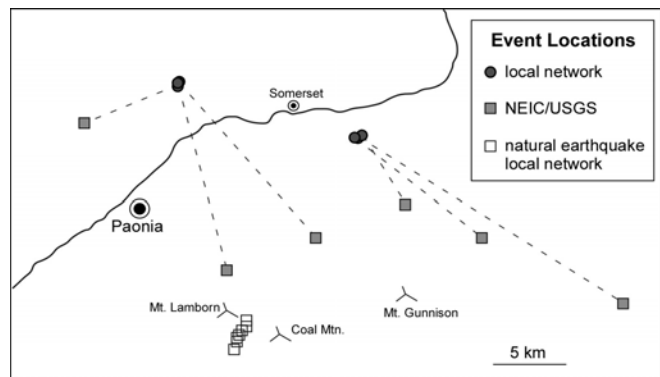 Event Locations
local network
NEIC/USGS
natural earthquake
local network
Somerset
Paonia
Mt. Lamborn
Coal Mtn.
Mt. Gunnison
5 km